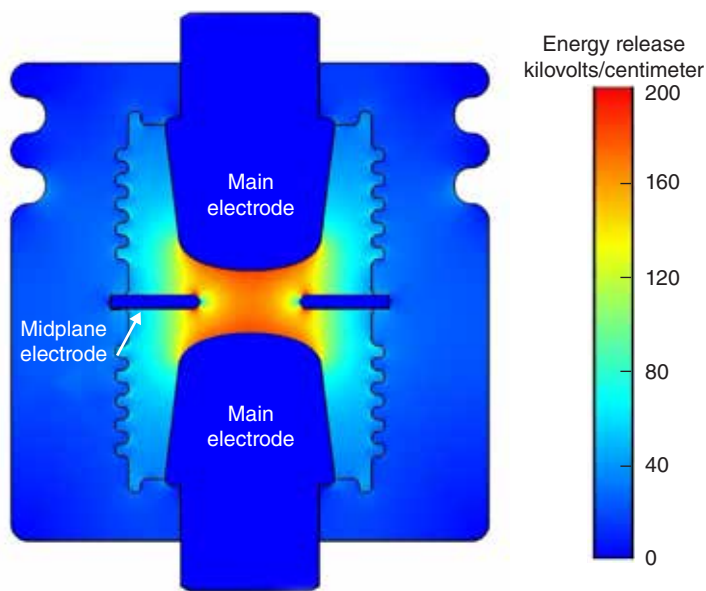 Energy release
kilovolts/centimeter
200
160
120
80
40
0
Main
electrode
Midplane
electrode
Main
electrode